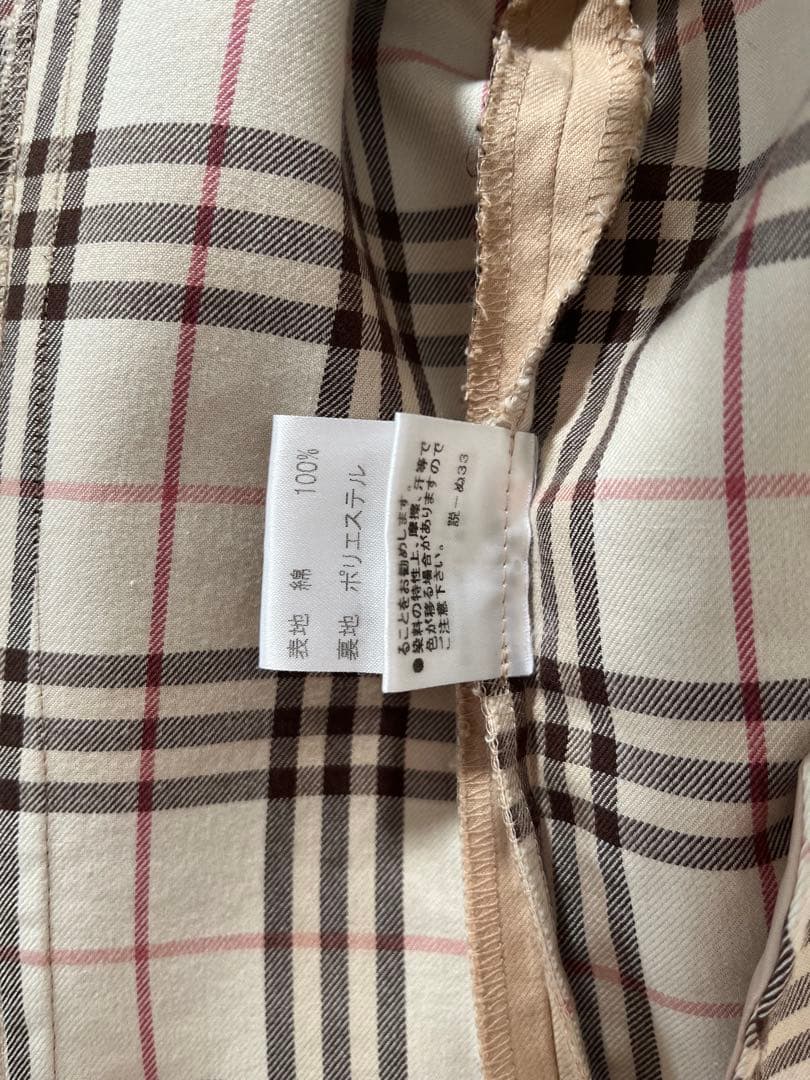 表地 綿 100%
裏地 ポリエステル
ることをお勧めします。
●染料の特性上、摩擦、汗等で
色が移る場合がありますので
ご注意下さい。
説ーぬ33